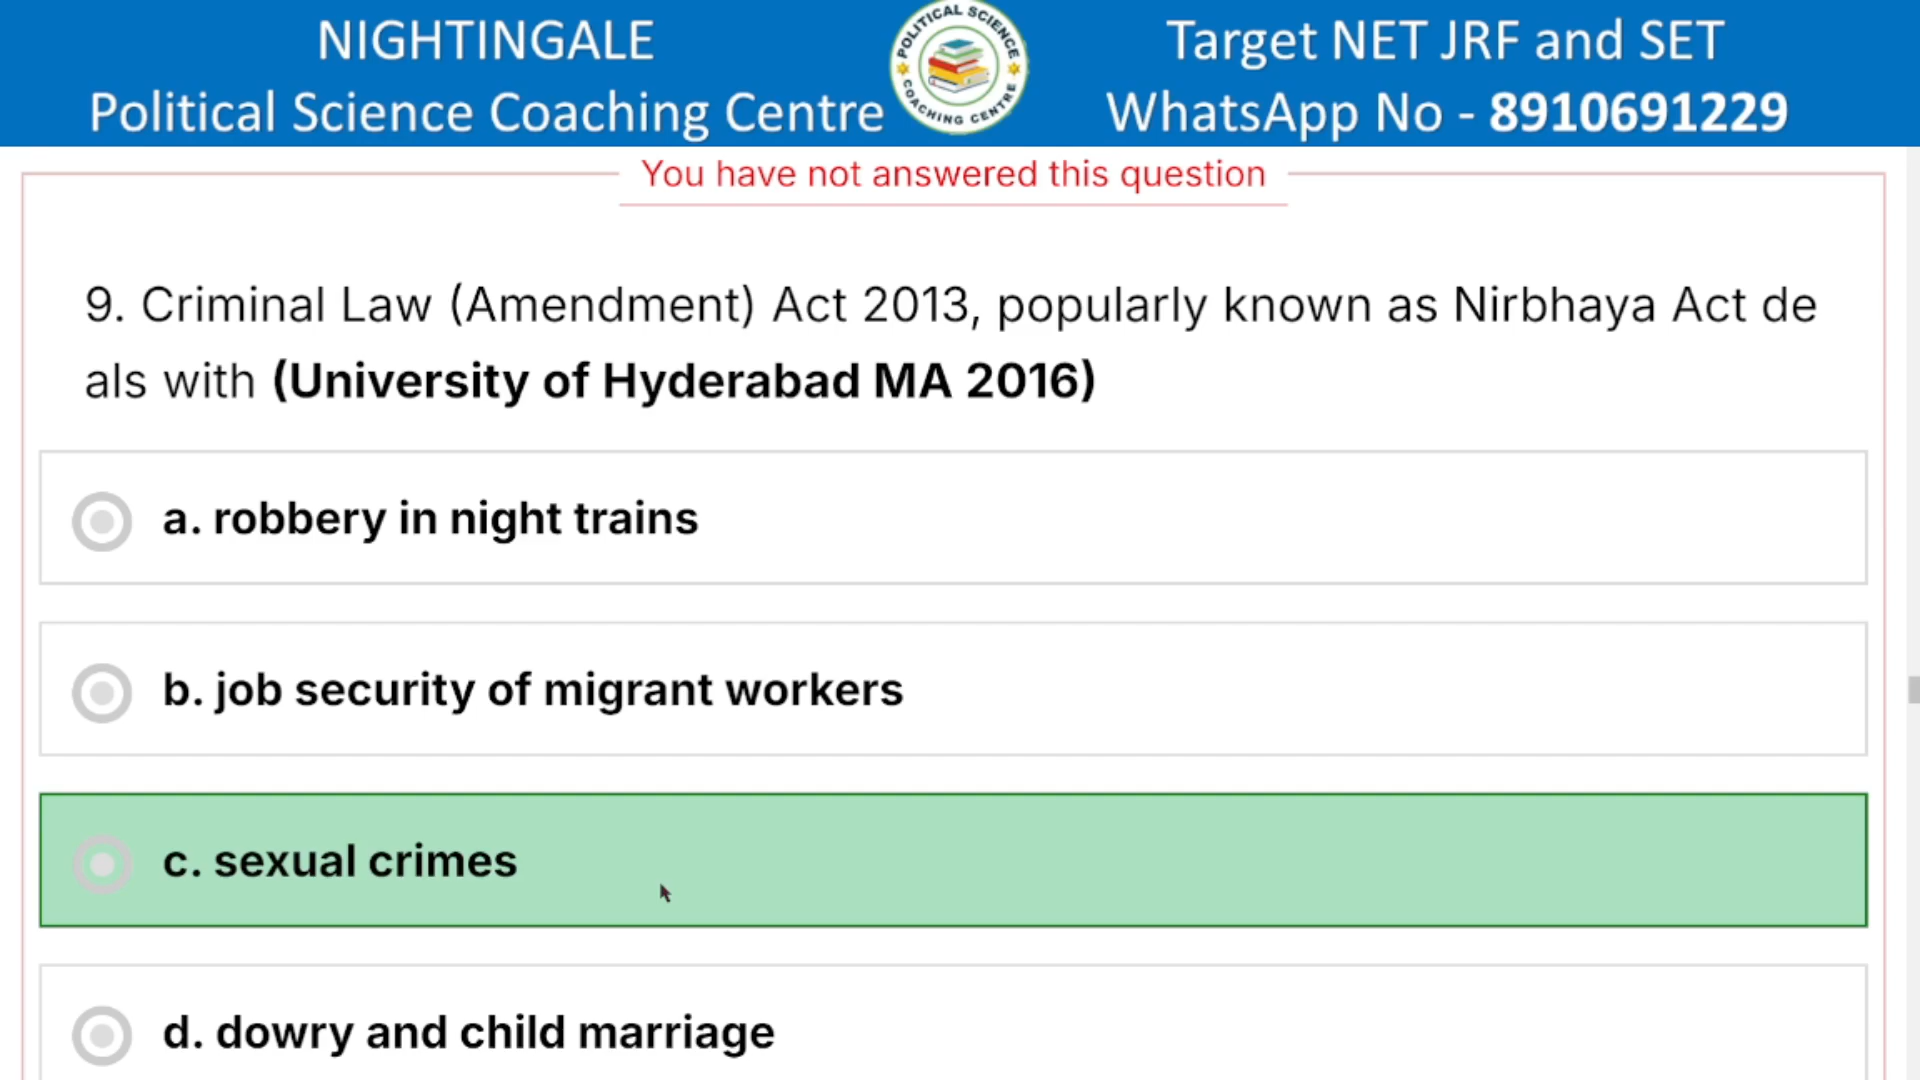 NIGHTINGALE
Political Science Coaching Centre
POLITICAL SCIENCE
COACHING CENTRE
Target NET JRF and SET
WhatsApp No - 8910691229
You have not answered this question
9. Criminal Law (Amendment) Act 2013, popularly known as Nirbhaya Act de
als with (University of Hyderabad MA 2016)
a. robbery in night trains
b. job security of migrant workers
c. sexual crimes
d. dowry and child marriage